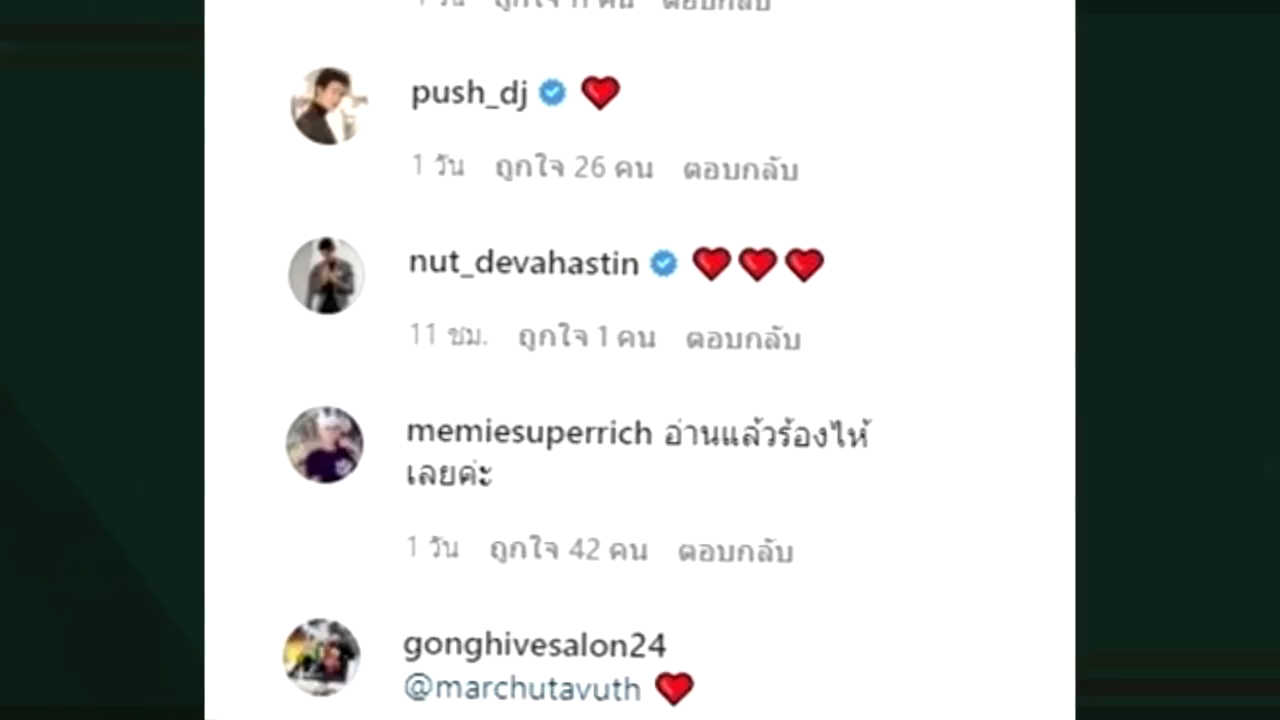 push_dj ❤️
1 วัน ถูกใจ 26 คน ตอบกลับ
nut_devahastin ❤️❤️❤️
11 ชม. ถูกใจ 1 คน ตอบกลับ
memiesuperrich อ่านแล้วร้องไห้
เลยค่ะ
1 วัน ถูกใจ 42 คน ตอบกลับ
gonghivesalon24
@marchutavuth ❤️